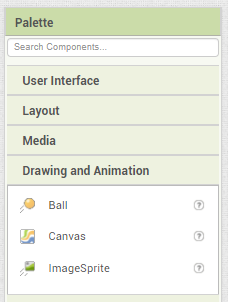 Palette
Search Components...
User Interface
Layout
Media
Drawing and Animation
Ball ?
Canvas ?
ImageSprite ?